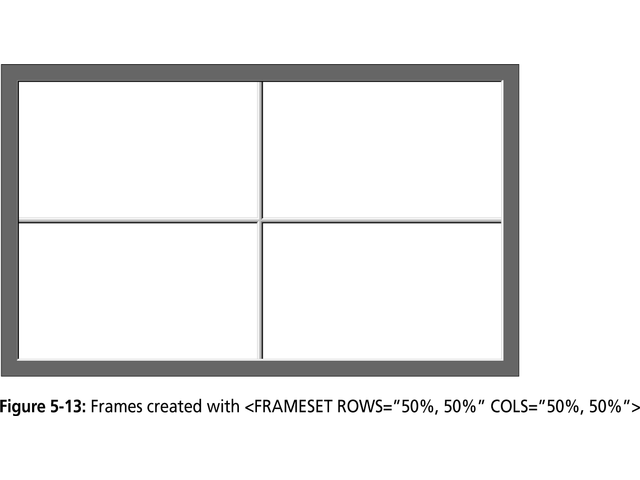 Figure 5-13: Frames created with <FRAMESET ROWS=”50%, 50%” COLS=”50%, 50%”>